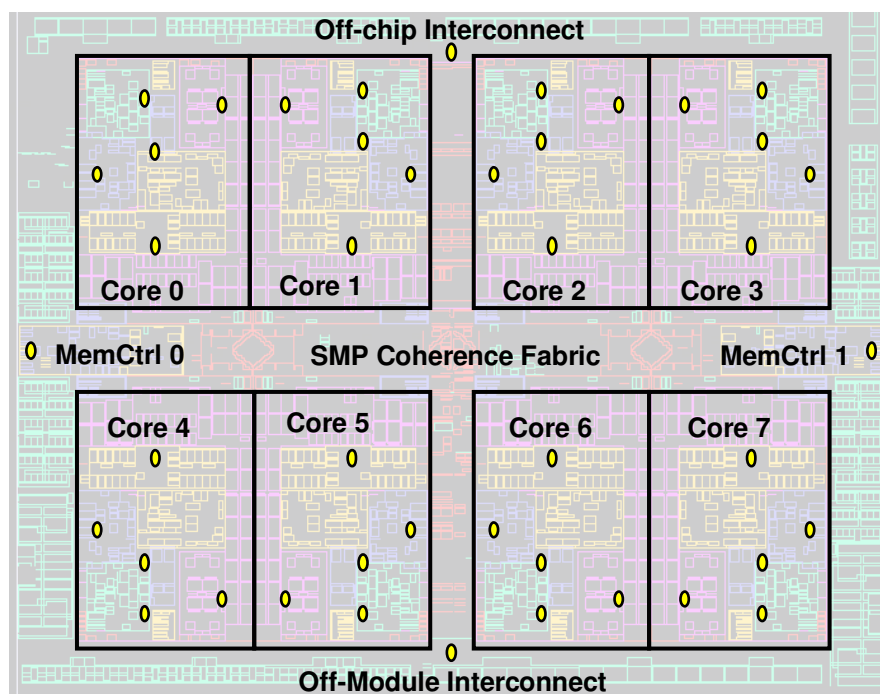 Off-chip Interconnect
Core 0
Core 1
Core 2
Core 3
MemCtrl 0
SMP Coherence Fabric
MemCtrl 1
Core 4
Core 5
Core 6
Core 7
Off-Module Interconnect